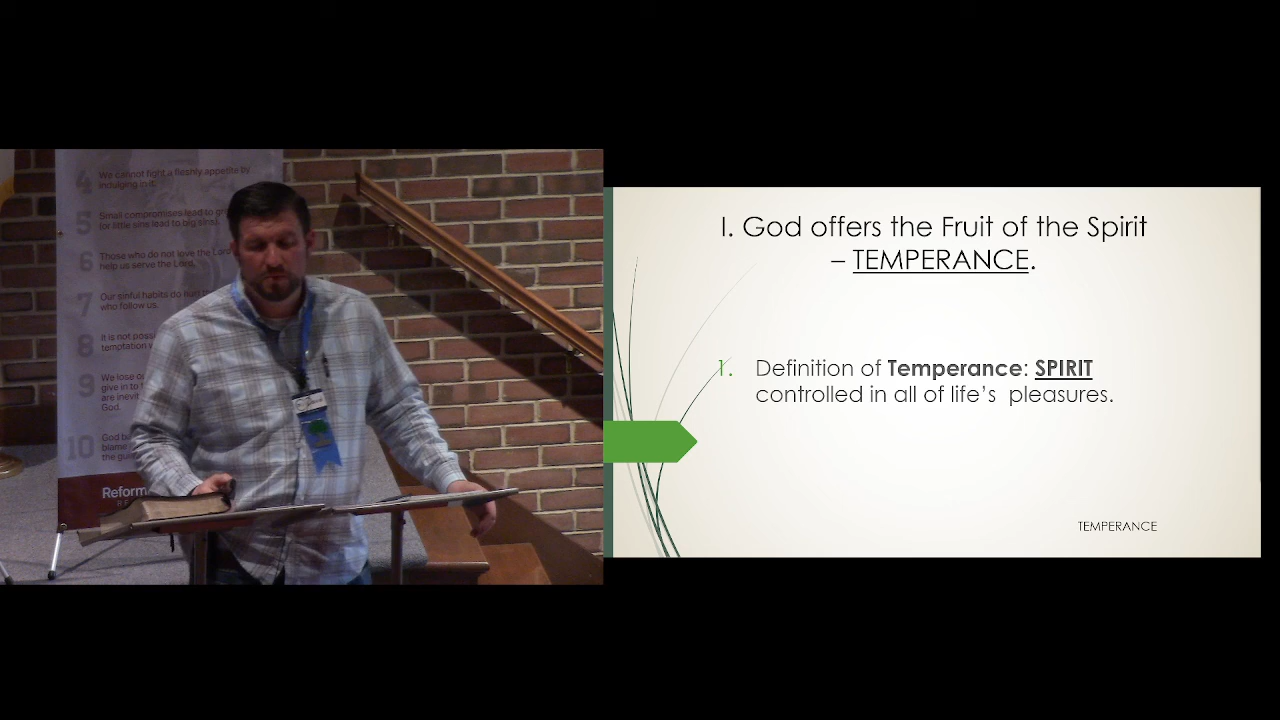 4 We cannot fight a fleshly appetite by
indulging in it.
5 Small compromises lead to
(or little sins lead to big sins).
6 Those who do not love the Lord
help us serve the Lord.
7 Our sinful habits do
who follow us.
8 It is not
temptation
9 We lose
give in to
are
God.
10 God
blame
the
Reform
I. God offers the Fruit of the Spirit
– TEMPERANCE.
1. Definition of Temperance: SPIRIT
controlled in all of life’s pleasures.
TEMPERANCE